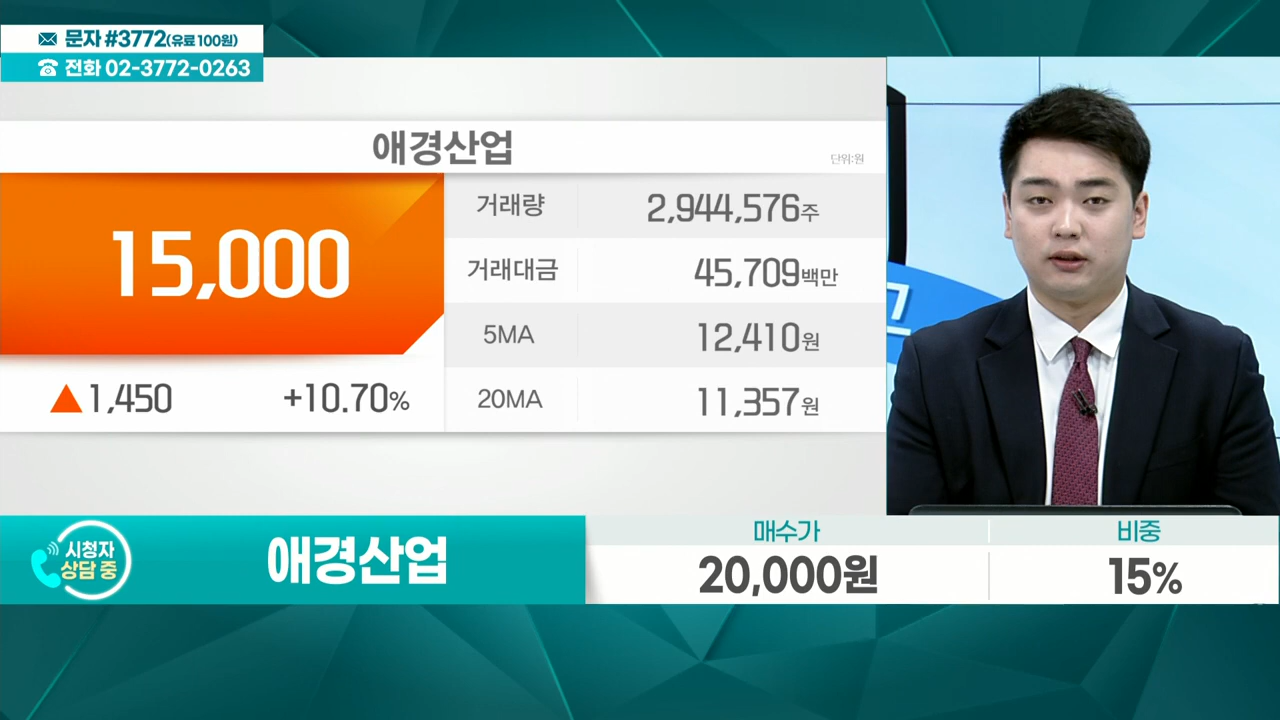 문자 #3772(유료 100원)
전화 02-3772-0263
애경산업
단위:원
15,000
▲1,450 +10.70%
거래량 2,944,576주
거래대금 45,709백만
5MA 12,410원
20MA 11,357원
고
시청자
상담 중
애경산업
매수가 비중
20,000원 15%